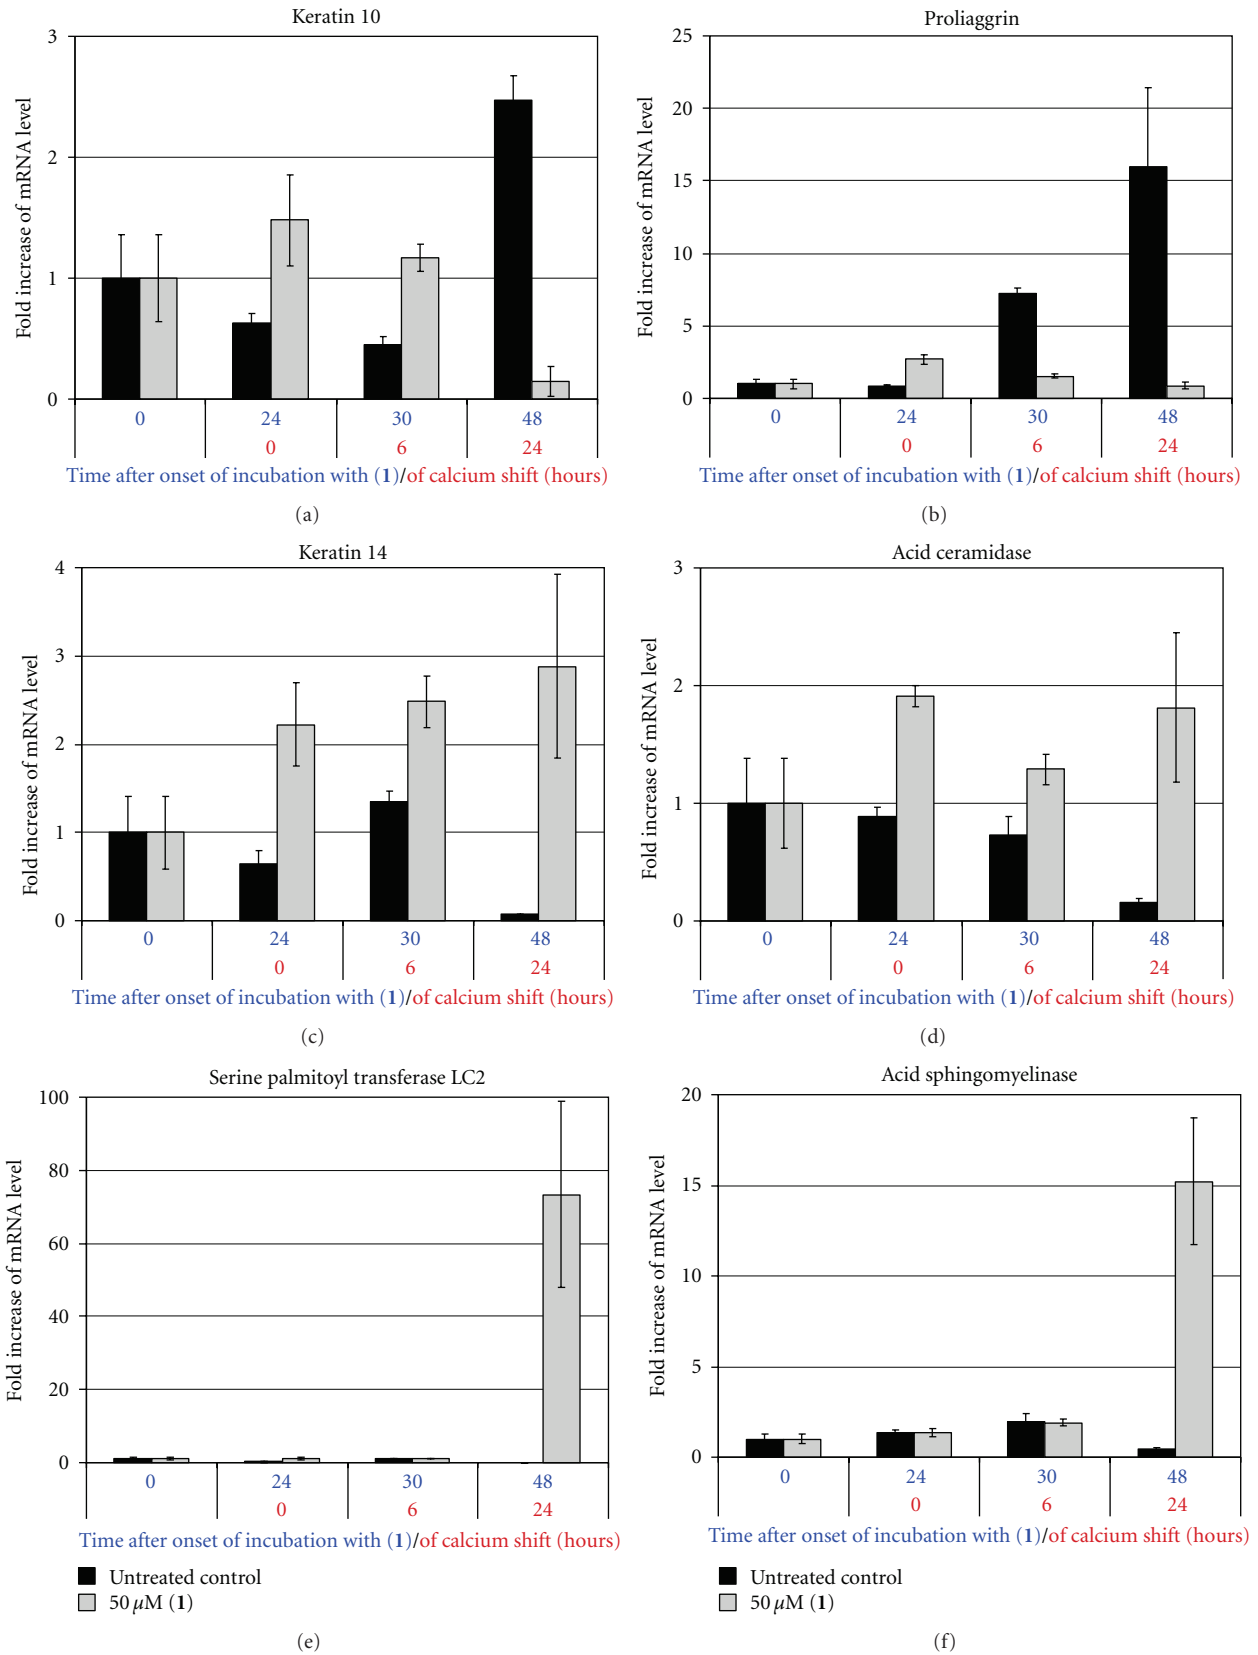 Keratin 10
Fold increase of mRNA level
3
2
1
0
0 24 30 48
0 6 24
Time after onset of incubation with (1)/of calcium shift (hours)
(a)
Proliaggrin
Fold increase of mRNA level
25
20
15
10
5
0
0 24 30 48
0 6 24
Time after onset of incubation with (1)/of calcium shift (hours)
(b)
Keratin 14
Fold increase of mRNA level
4
3
2
1
0
0 24 30 48
0 6 24
Time after onset of incubation with (1)/of calcium shift (hours)
(c)
Acid ceramidase
Fold increase of mRNA level
3
2
1
0
0 24 30 48
0 6 24
Time after onset of incubation with (1)/of calcium shift (hours)
(d)
Serine palmitoyl transferase LC2
Fold increase of mRNA level
100
80
60
40
20
0
0 24 30 48
0 6 24
Time after onset of incubation with (1)/of calcium shift (hours)
Untreated control
50 µM (1)
(e)
Acid sphingomyelinase
Fold increase of mRNA level
20
15
10
5
0
0 24 30 48
0 6 24
Time after onset of incubation with (1)/of calcium shift (hours)
Untreated control
50 µM (1)
(f)